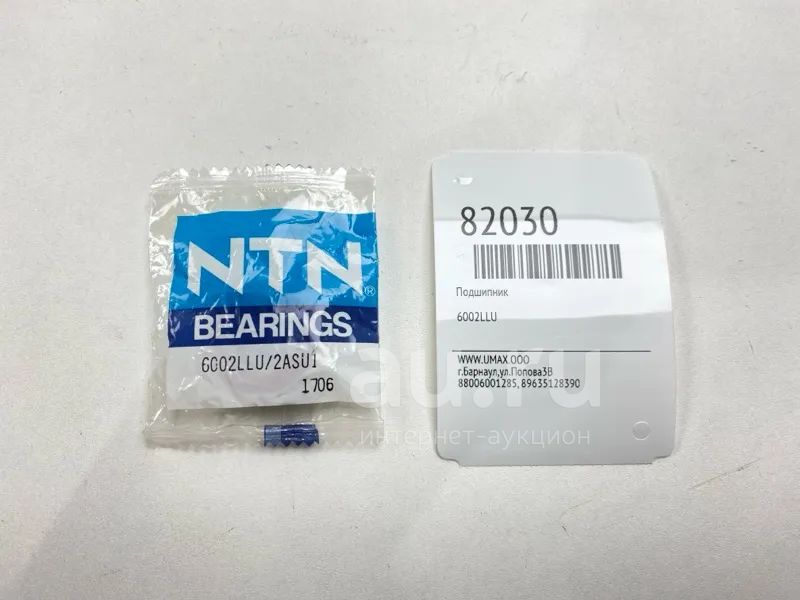 NTN®
BEARINGS
6002LLU/2ASU1
1706
82030
Подшипник
6002LLU
WWW.UMAX OOO
г.Барнаул,ул.Попова3В
88006001285, 89635128390
au.ru
интернет-аукцион